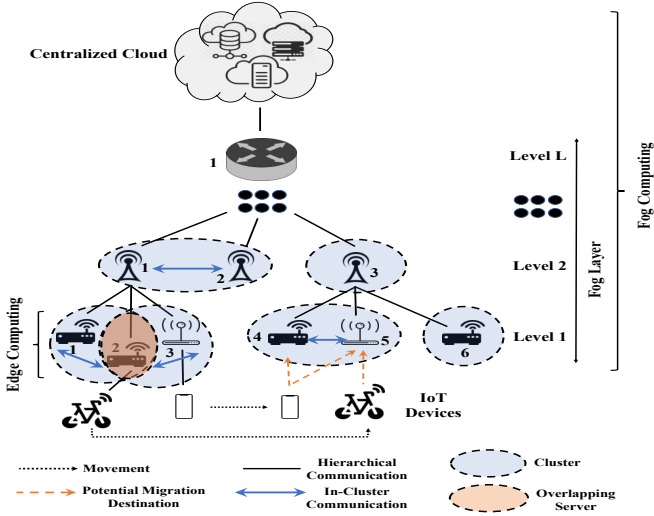 Centralized Cloud
1
Level L
Fog Computing
Fog Layer
1
2
3
Level 2
Edge Computing
1
2
3
4
5
6
Level 1
IoT
Devices
Movement
Hierarchical
Communication
Cluster
Potential Migration
Destination
In-Cluster
Communication
Overlapping
Server